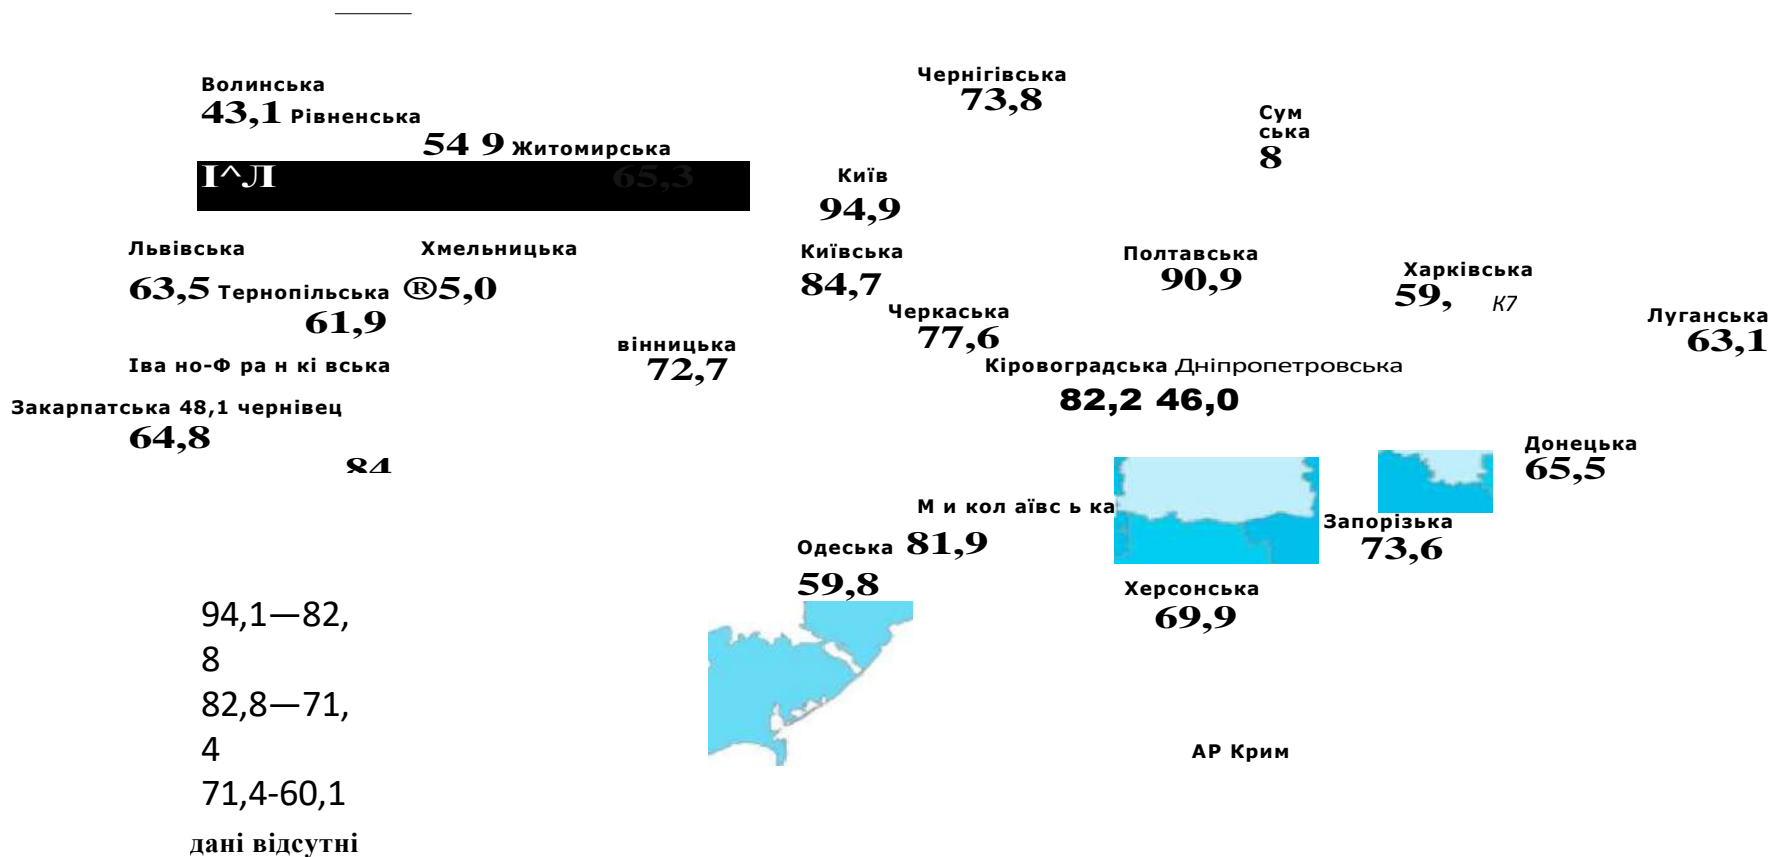 Волинська
43,1 Рівненська
54 9 Житомирська
І^Л 65,3
Чернігівська
73,8
Сум
ська
8
Київ
94,9
Львівська
63,5 Тернопільська
61,9
Хмельницька
®5,0
Київська
84,7
Черкаська
77,6
Полтавська
90,9
Харківська
59, К7
Луганська
63,1
вінницька
72,7
Іва но-Ф ра н кі вська
Кіровоградська Дніпропетровська
82,2 46,0
Закарпатська 48,1 чернівец
64,8
84
Донецька
65,5
М и кол аївс ь ка
Одеська 81,9
59,8
Запорізька
73,6
Херсонська
69,9
94,1—82,
8
82,8—71,
4
71,4-60,1
дані відсутні
АР Крим